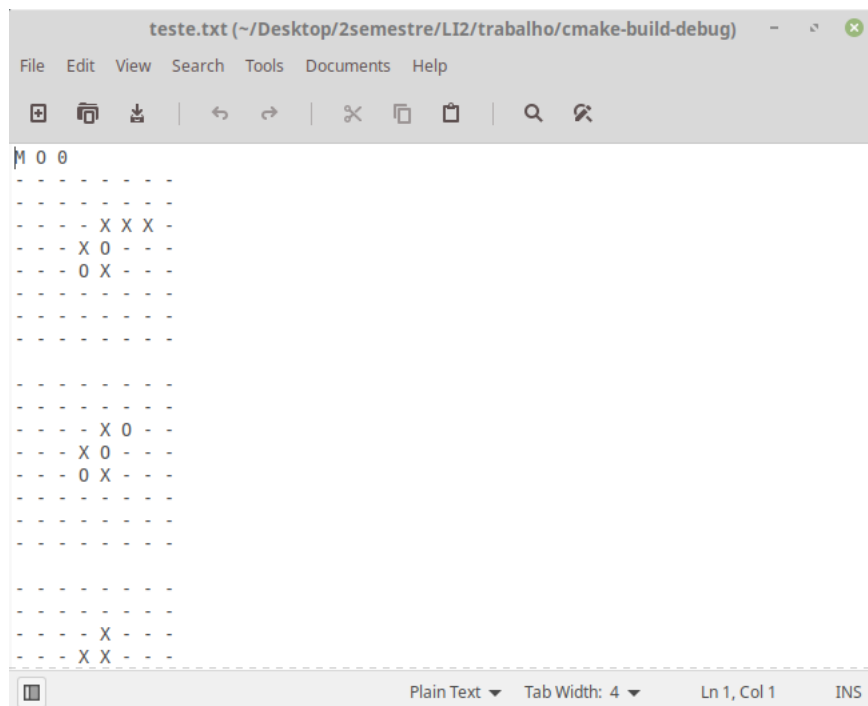 teste.txt (~/Desktop/2semestre/LI2/trabalho/cmake-build-debug)
File Edit View Search Tools Documents Help
M O 0
- - - - - - - -
- - - - - - - -
- - - - X X X -
- - - X O - - -
- - - O X - - -
- - - - - - - -
- - - - - - - -
- - - - - - - -
- - - - - - - -
- - - - - - - -
- - - - X O - -
- - - X O - - -
- - - O X - - -
- - - - - - - -
- - - - - - - -
- - - - - - - -
- - - - - - - -
- - - - - - - -
- - - - X - - -
- - - X X - - -
Plain Text Tab Width: 4 Ln 1, Col 1 INS